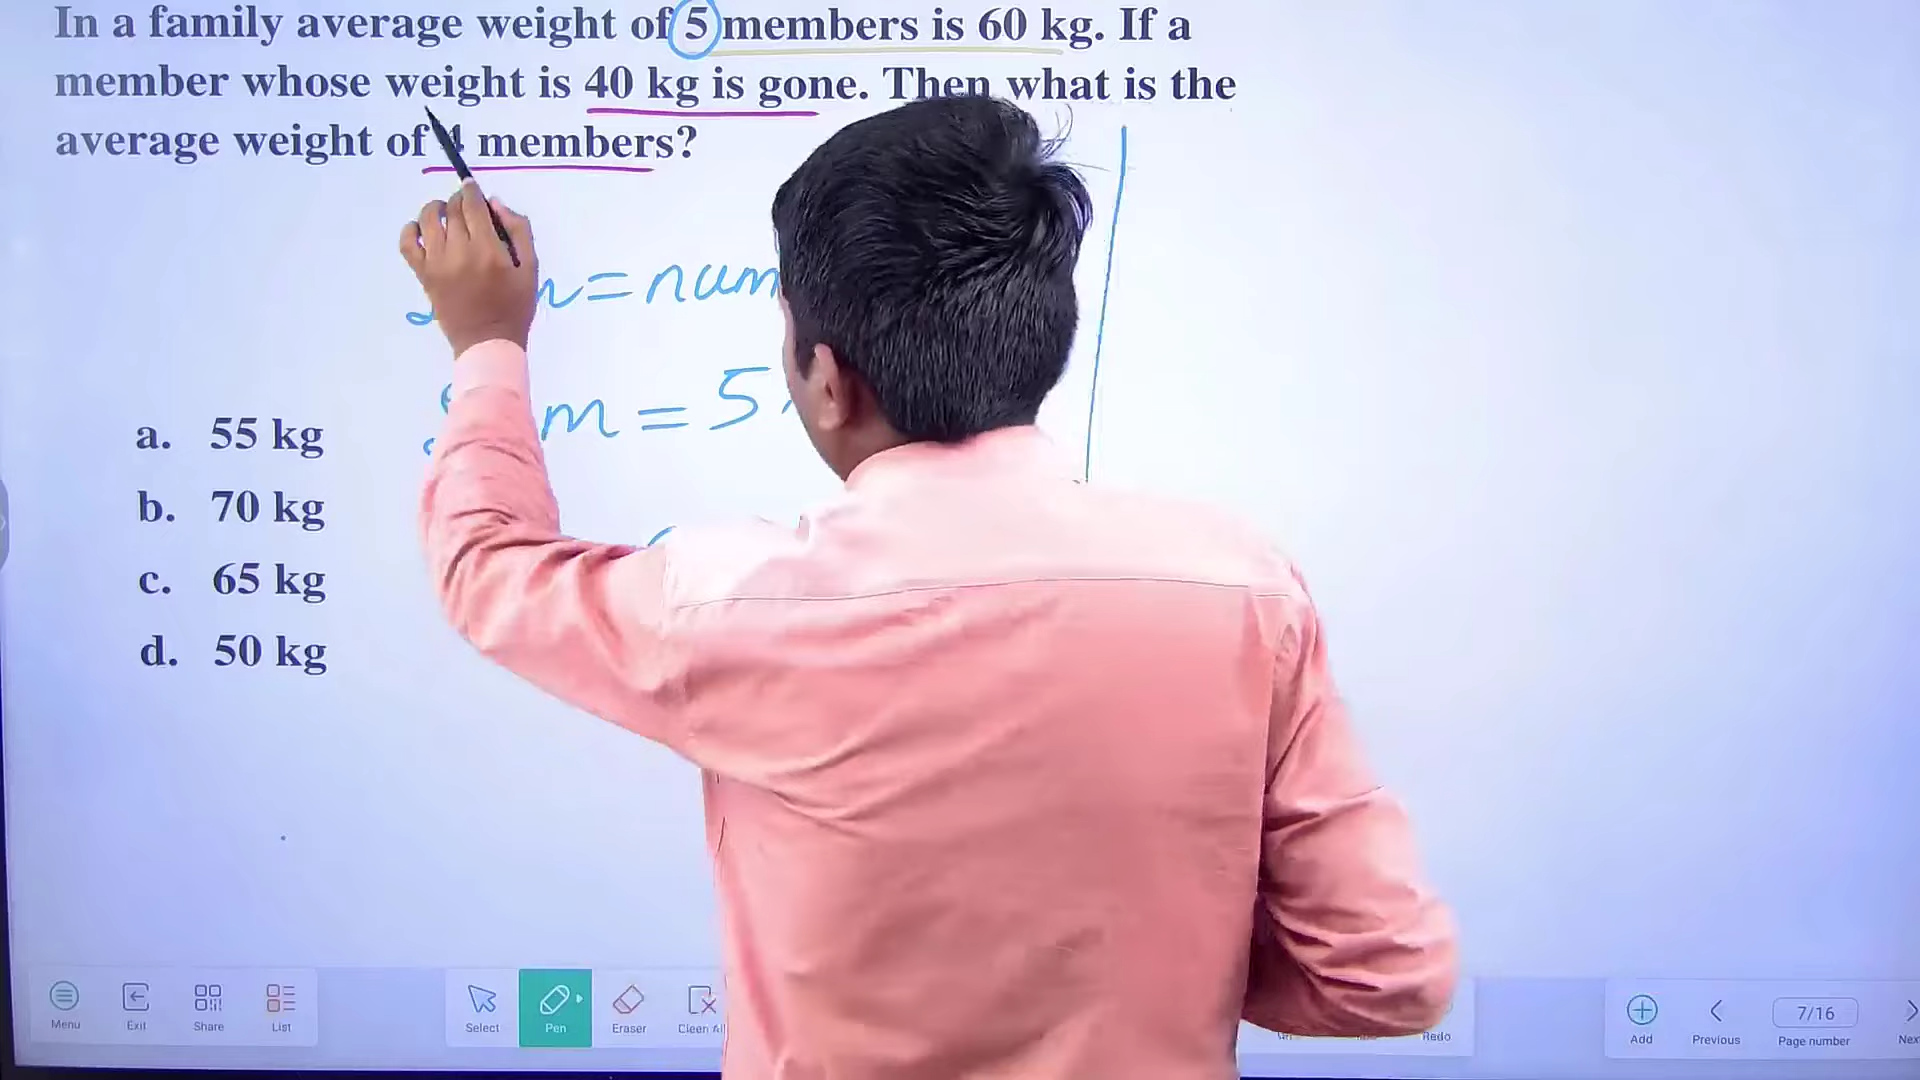 In a family average weight of 5 members is 60 kg. If a
member whose weight is 40 kg is gone. Then what is the
average weight of 4 members?
= num
m = 5
a. 55 kg
b. 70 kg
c. 65 kg
d. 50 kg
Menu Exit Share List Select Pen Eraser Redo Add Previous 7/16 Page number